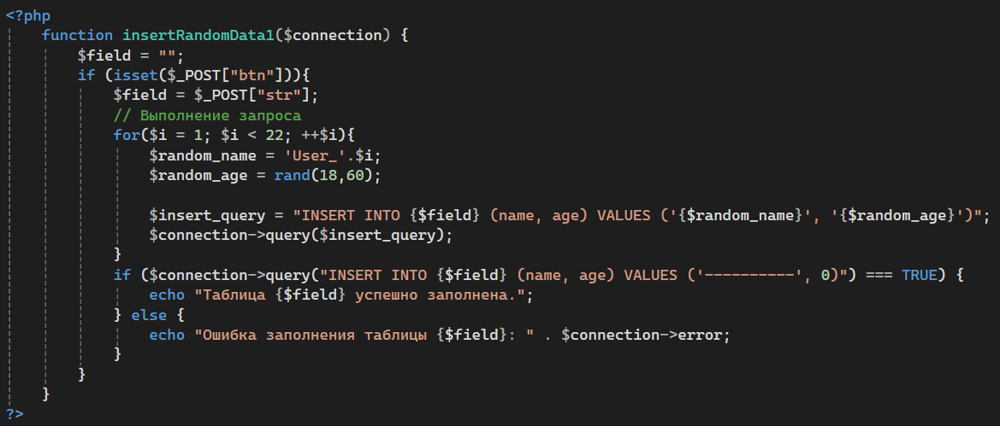 <?php
function insertRandomData1($connection) {
$field = "";
if (isset($_POST["btn"])){
$field = $_POST["str"];
// Выполнение запроса
for($i = 1; $i < 22; ++$i){
$random_name = 'User_'.$i;
$random_age = rand(18,60);
$insert_query = "INSERT INTO {$field} (name, age) VALUES ('{$random_name}', '{$random_age}')";
$connection->query($insert_query);
}
if ($connection->query("INSERT INTO {$field} (name, age) VALUES ('----------', 0)") === TRUE) {
echo "Таблица {$field} успешно заполнена.";
} else {
echo "Ошибка заполнения таблицы {$field}: " . $connection->error;
}
}
}
?>